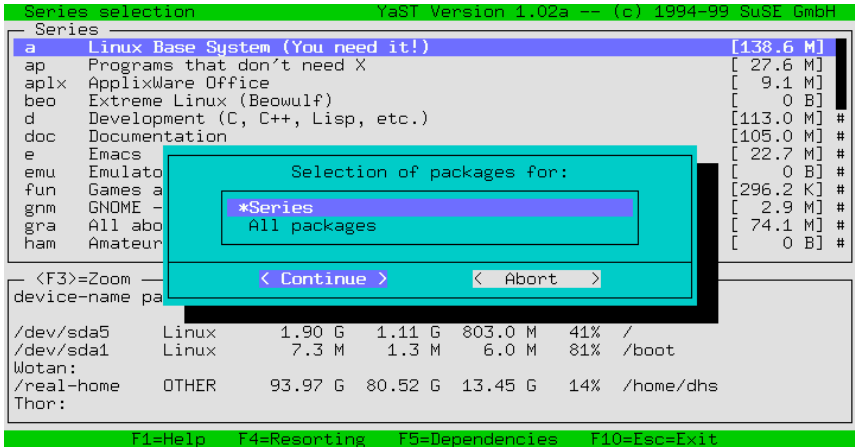 Series selection YaST Version 1.02a -- (c) 1994-99 SuSE GmbH
Series
a Linux Base System (You need it!) [138.6 M]
ap Programs that don't need X [ 27.6 M]
aplx ApplixWare Office [ 9.1 M]
beo Extreme Linux (Beowulf) [ 0 B]
d Development (C, C++, Lisp, etc.) [113.0 M] #
doc Documentation [105.0 M] #
e Emacs [ 22.7 M] #
emu Emulato [ 0 B] #
fun Games a [296.2 K] #
gnm GNOME - [ 2.9 M] #
gra All abo [ 74.1 M] #
ham Amateur [ 0 B] #
Selection of packages for:
*Series
All packages
< Continue > < Abort >
<F3>=Zoom
device-name pa
/dev/sda5 Linux 1.90 G 1.11 G 803.0 M 41% /
/dev/sda1 Linux 7.3 M 1.3 M 6.0 M 81% /boot
Wotan:
/real-home OTHER 93.97 G 80.52 G 13.45 G 14% /home/dhs
Thor:
F1=Help F4=Resorting F5=Dependencies F10=Esc=Exit